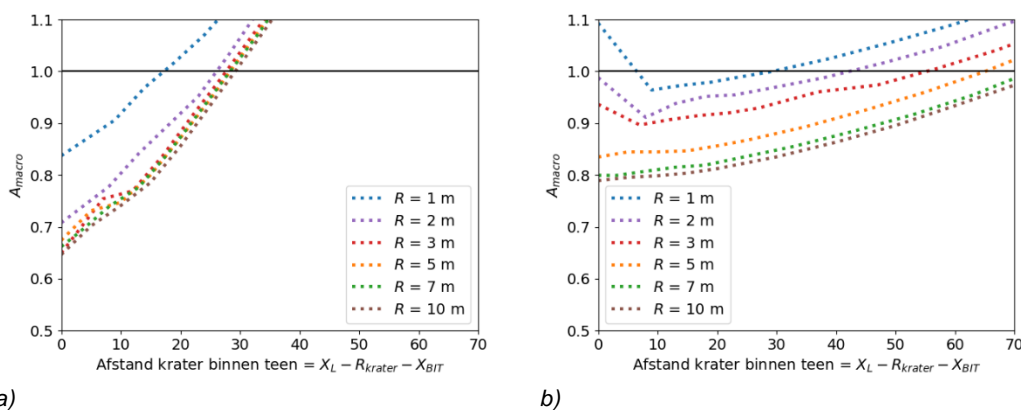 1.1
1.0
0.9
0.8
0.7
0.6
0.5
A_macro
0 10 20 30 40 50 60 70
Afstand krater binnen teen = X_L − R_krater − X_BIT
R = 1 m
R = 2 m
R = 3 m
R = 5 m
R = 7 m
R = 10 m
a)
1.1
1.0
0.9
0.8
0.7
0.6
0.5
A_macro
0 10 20 30 40 50 60 70
Afstand krater binnen teen = X_L − R_krater − X_BIT
R = 1 m
R = 2 m
R = 3 m
R = 5 m
R = 7 m
R = 10 m
b)